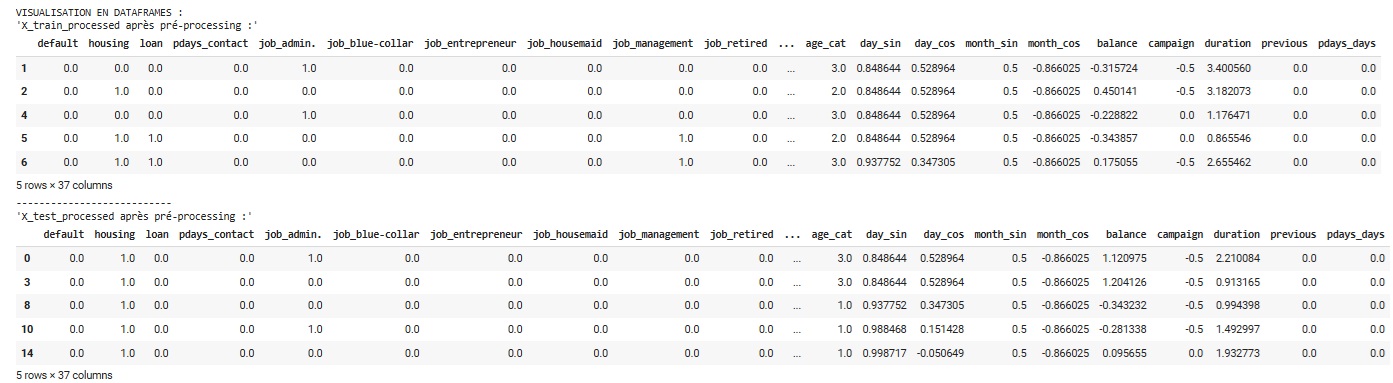 VISUALISATION EN DATAFRAMES :
'X_train_processed après pré-processing :'
default housing loan pdays_contact job_admin. job_blue-collar job_entrepreneur job_housemaid job_management job_retired ... age_cat day_sin day_cos month_sin month_cos balance campaign duration previous pdays_days
1 0.0 0.0 0.0 0.0 1.0 0.0 0.0 0.0 0.0 0.0 ... 3.0 0.848644 0.528964 0.5 -0.866025 -0.315724 -0.5 3.400560 0.0 0.0
2 0.0 1.0 0.0 0.0 0.0 0.0 0.0 0.0 0.0 0.0 ... 2.0 0.848644 0.528964 0.5 -0.866025 0.450141 -0.5 3.182073 0.0 0.0
4 0.0 0.0 0.0 0.0 1.0 0.0 0.0 0.0 0.0 0.0 ... 3.0 0.848644 0.528964 0.5 -0.866025 -0.228822 0.0 1.176471 0.0 0.0
5 0.0 1.0 1.0 0.0 0.0 0.0 0.0 0.0 1.0 0.0 ... 2.0 0.848644 0.528964 0.5 -0.866025 -0.343857 0.0 0.865546 0.0 0.0
6 0.0 1.0 1.0 0.0 0.0 0.0 0.0 0.0 1.0 0.0 ... 3.0 0.937752 0.347305 0.5 -0.866025 0.175055 -0.5 2.655462 0.0 0.0
5 rows × 37 columns
---------------------------
'X_test_processed après pré-processing :'
default housing loan pdays_contact job_admin. job_blue-collar job_entrepreneur job_housemaid job_management job_retired ... age_cat day_sin day_cos month_sin month_cos balance campaign duration previous pdays_days
0 0.0 1.0 0.0 0.0 1.0 0.0 0.0 0.0 0.0 0.0 ... 3.0 0.848644 0.528964 0.5 -0.866025 1.120975 -0.5 2.210084 0.0 0.0
3 0.0 1.0 0.0 0.0 0.0 0.0 0.0 0.0 0.0 0.0 ... 3.0 0.848644 0.528964 0.5 -0.866025 1.204126 -0.5 0.913165 0.0 0.0
8 0.0 1.0 0.0 0.0 0.0 0.0 0.0 0.0 0.0 0.0 ... 1.0 0.937752 0.347305 0.5 -0.866025 -0.343232 -0.5 0.994398 0.0 0.0
10 0.0 1.0 0.0 0.0 1.0 0.0 0.0 0.0 0.0 0.0 ... 1.0 0.988468 0.151428 0.5 -0.866025 -0.281338 -0.5 1.492997 0.0 0.0
14 0.0 1.0 0.0 0.0 0.0 0.0 0.0 0.0 0.0 0.0 ... 1.0 0.998717 -0.050649 0.5 -0.866025 0.095655 0.0 1.932773 0.0 0.0
5 rows × 37 columns